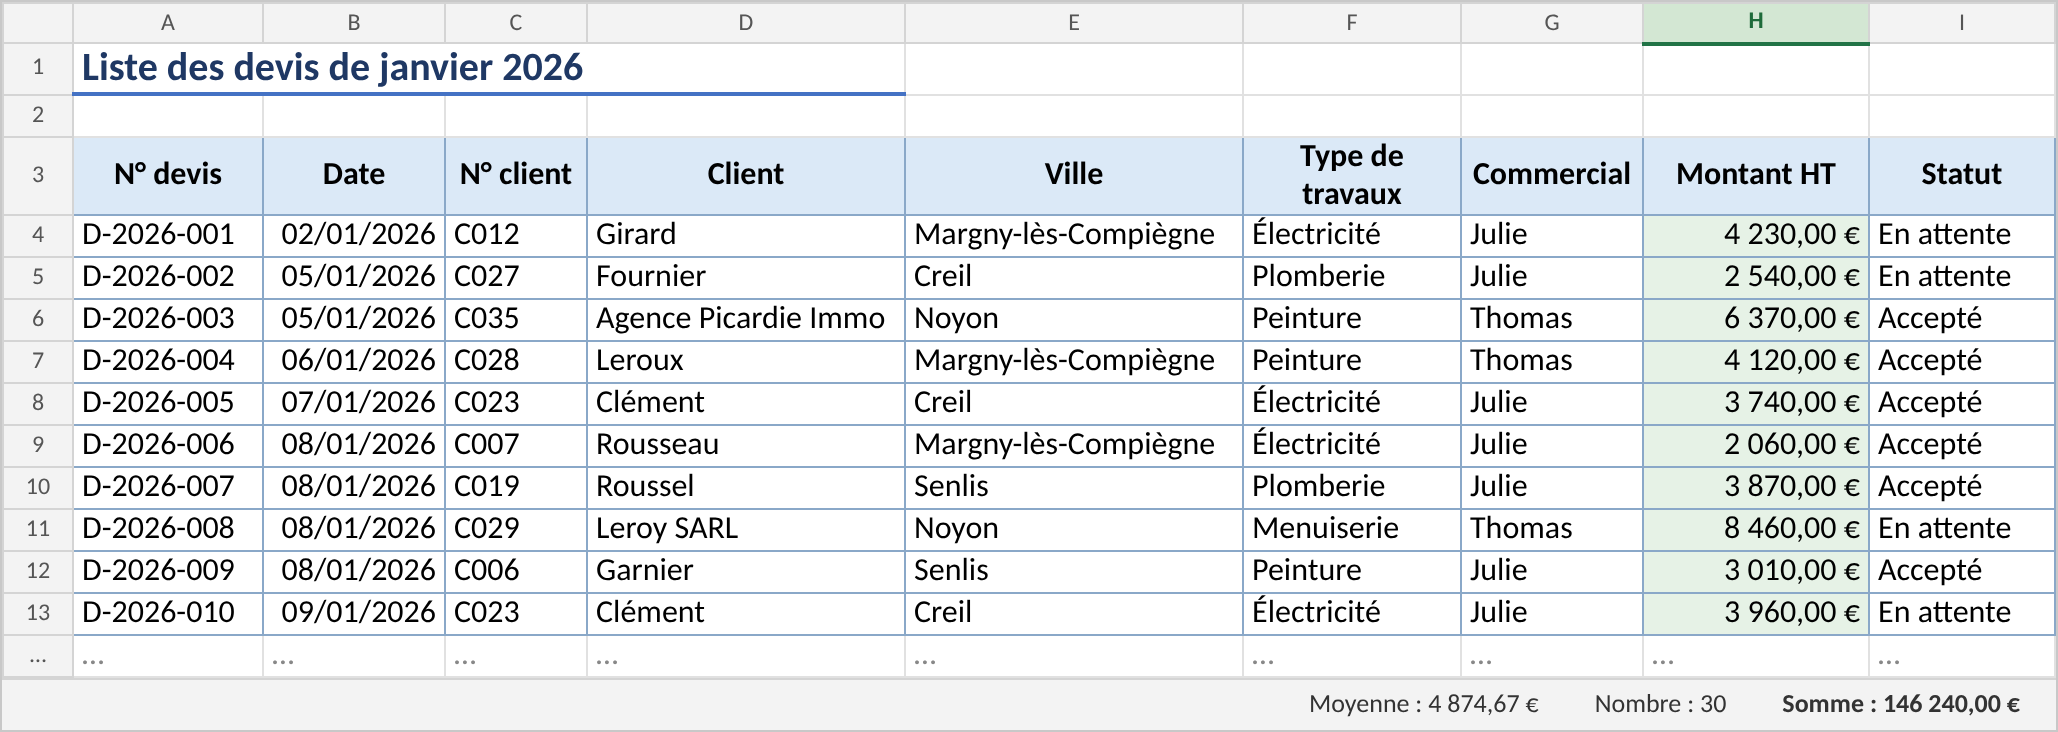 A B C D E F G H I
1 Liste des devis de janvier 2026
2
3 N° devis Date N° client Client Ville Type de travaux Commercial Montant HT Statut
4 D-2026-001 02/01/2026 C012 Girard Margny-lès-Compiègne Électricité Julie 4 230,00 € En attente
5 D-2026-002 05/01/2026 C027 Fournier Creil Plomberie Julie 2 540,00 € En attente
6 D-2026-003 05/01/2026 C035 Agence Picardie Immo Noyon Peinture Thomas 6 370,00 € Accepté
7 D-2026-004 06/01/2026 C028 Leroux Margny-lès-Compiègne Peinture Thomas 4 120,00 € Accepté
8 D-2026-005 07/01/2026 C023 Clément Creil Électricité Julie 3 740,00 € Accepté
9 D-2026-006 08/01/2026 C007 Rousseau Margny-lès-Compiègne Électricité Julie 2 060,00 € Accepté
10 D-2026-007 08/01/2026 C019 Roussel Senlis Plomberie Julie 3 870,00 € Accepté
11 D-2026-008 08/01/2026 C029 Leroy SARL Noyon Menuiserie Thomas 8 460,00 € En attente
12 D-2026-009 08/01/2026 C006 Garnier Senlis Peinture Julie 3 010,00 € Accepté
13 D-2026-010 09/01/2026 C023 Clément Creil Électricité Julie 3 960,00 € En attente
... ... ... ... ... ... ... ... ... ...
Moyenne : 4 874,67 € Nombre : 30 Somme : 146 240,00 €